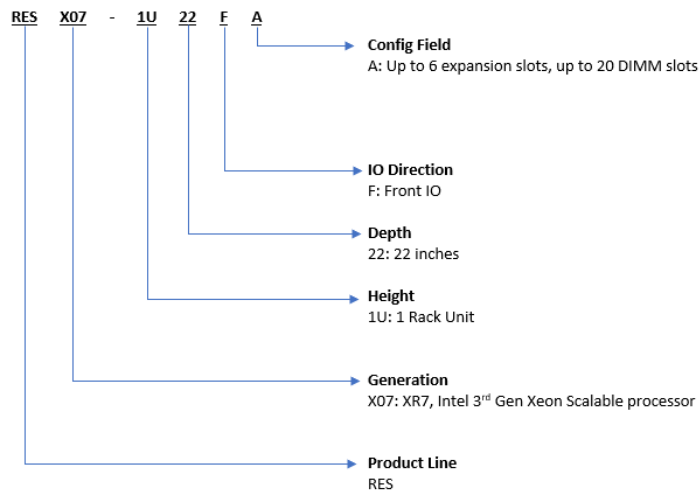 RES X07 - 1U 22 F A
Config Field
A: Up to 6 expansion slots, up to 20 DIMM slots
IO Direction
F: Front IO
Depth
22: 22 inches
Height
1U: 1 Rack Unit
Generation
X07: XR7, Intel 3rd Gen Xeon Scalable processor
Product Line
RES